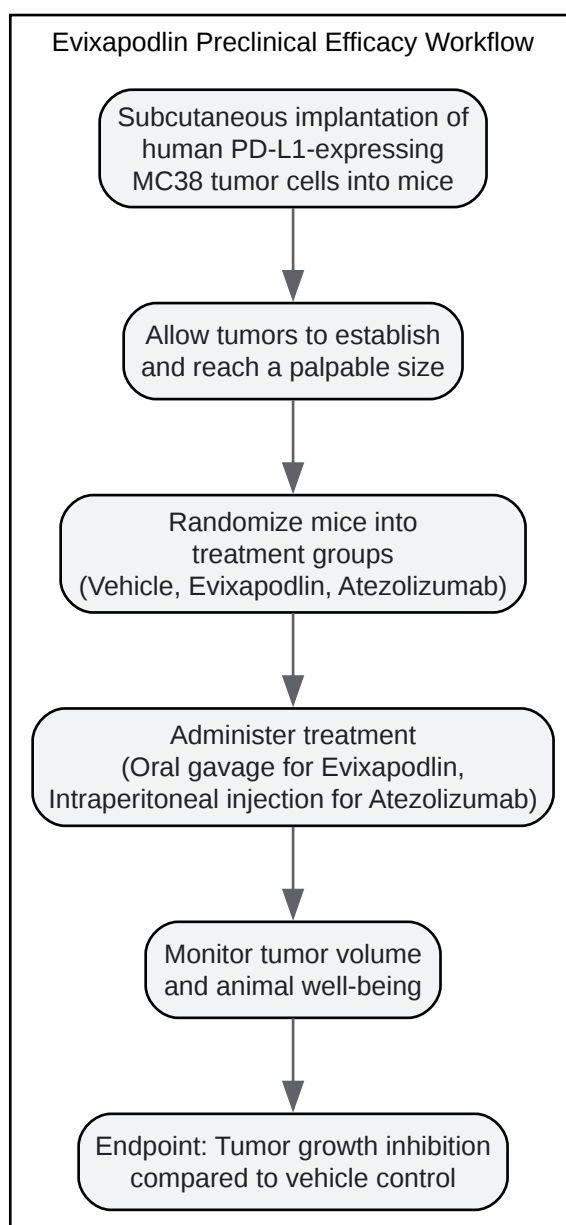 Evixapodlin Preclinical Efficacy Workflow
Subcutaneous implantation of
human PD-L1-expressing
MC38 tumor cells into mice
Allow tumors to establish
and reach a palpable size
Randomize mice into
treatment groups
(Vehicle, Evixapodlin, Atezolizumab)
Administer treatment
(Oral gavage for Evixapodlin,
Intraperitoneal injection for Atezolizumab)
Monitor tumor volume
and animal well-being
Endpoint: Tumor growth inhibition
compared to vehicle control